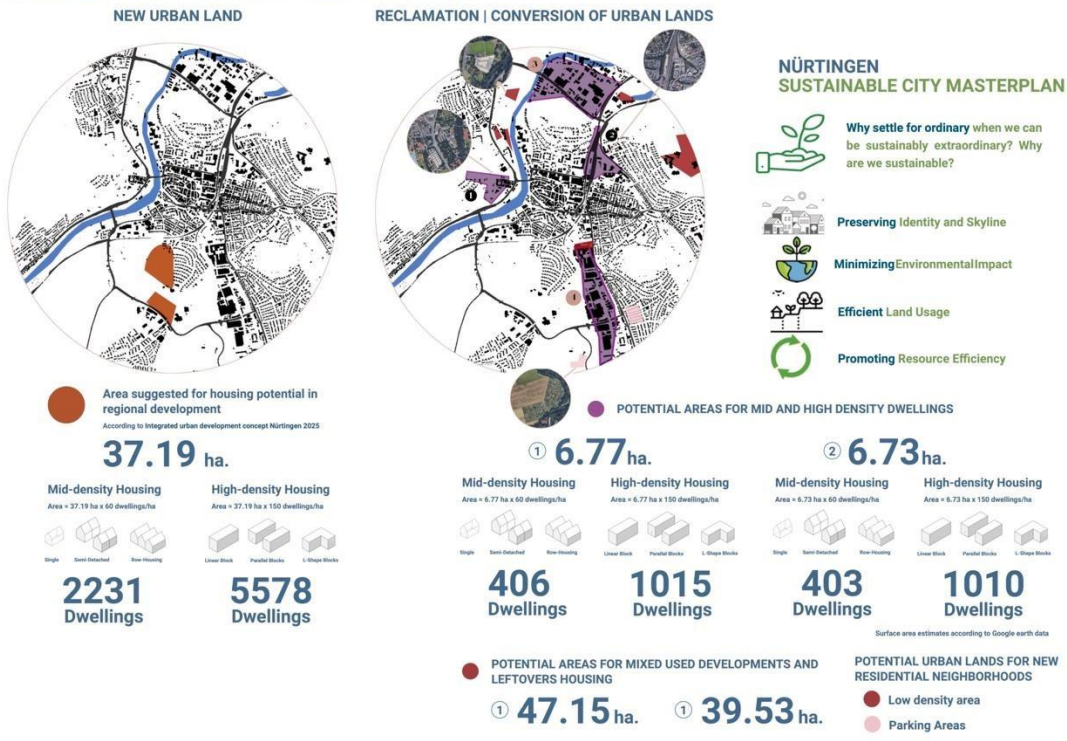 NEW URBAN LAND
RECLAMATION | CONVERSION OF URBAN LANDS
NÜRTINGEN
SUSTAINABLE CITY MASTERPLAN
Why settle for ordinary when we can
be sustainably extraordinary? Why
are we sustainable?
Preserving Identity and Skyline
Minimizing EnvironmentalImpact
Efficient Land Usage
Promoting Resource Efficiency
Area suggested for housing potential in
regional development
According to Integrated urban development concept Nürtingen 2025
37.19 ha.
Mid-density Housing
Area = 37.19 ha x 60 dwellings/ha
Single
Semi-Detached
Row-Housing
2231
Dwellings
High-density Housing
Area = 37.19 ha x 150 dwellings/ha
Linear Block
Parallel Blocks
L-Shape Blocks
5578
Dwellings
POTENTIAL AREAS FOR MID AND HIGH DENSITY DWELLINGS
1 6.77 ha.
Mid-density Housing
Area = 6.77 ha x 60 dwellings/ha
Single
Semi-Detached
Row-Housing
406
Dwellings
High-density Housing
Area = 6.77 ha x 150 dwellings/ha
Linear Block
Parallel Blocks
L-Shape Blocks
1015
Dwellings
2 6.73 ha.
Mid-density Housing
Area = 6.73 ha x 60 dwellings/ha
Single
Semi-Detached
Row-Housing
403
Dwellings
High-density Housing
Area = 6.73 ha x 150 dwellings/ha
Linear Block
Parallel Blocks
L-Shape Blocks
1010
Dwellings
Surface area estimates according to Google earth data
POTENTIAL AREAS FOR MIXED USED DEVELOPMENTS AND
LEFTOVERS HOUSING
1 47.15 ha.
1 39.53 ha.
POTENTIAL URBAN LANDS FOR NEW
RESIDENTIAL NEIGHBORHOODS
Low density area
Parking Areas